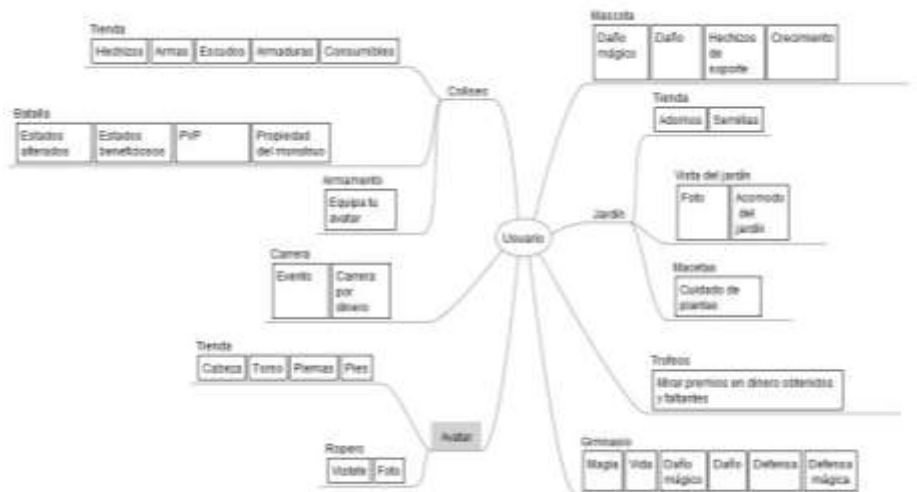 Tienda
Hechizos Armas Escudos Armaduras Consumibles
Coliseo
Batalla
Estados alterados
Estados beneficiosos
PVP
Propiedad del monstruo
Armamento
Equipa tu avatar
Carrera
Evento
Carrera por dinero
Tienda
Cabeza Torso Piernas Pies
Avatar
Ropero
Vistete Foto
Usuario
Mascota
Daño mágico
Daño
Hechizos de soporte
Crecimiento
Tienda
Adornos Semillas
Jardín
Vista del jardín
Foto
Acomodo del jardín
Macetas
Cuidado de plantas
Trofeos
Mirar premios en dinero obtenidos
y faltantes
Gimnasio
Magia Vida Daño mágico Daño Defensa Defensa mágica